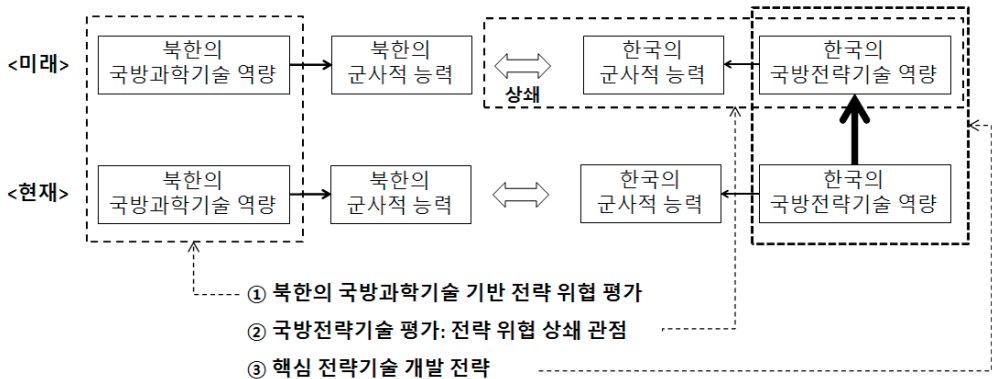 <미래>
북한의
국방과학기술 역량
북한의
군사적 능력
상쇄
한국의
군사적 능력
한국의
국방전략기술 역량
<현재>
북한의
국방과학기술 역량
북한의
군사적 능력
한국의
군사적 능력
한국의
국방전략기술 역량
① 북한의 국방과학기술 기반 전략 위협 평가
② 국방전략기술 평가: 전략 위협 상쇄 관점
③ 핵심 전략기술 개발 전략